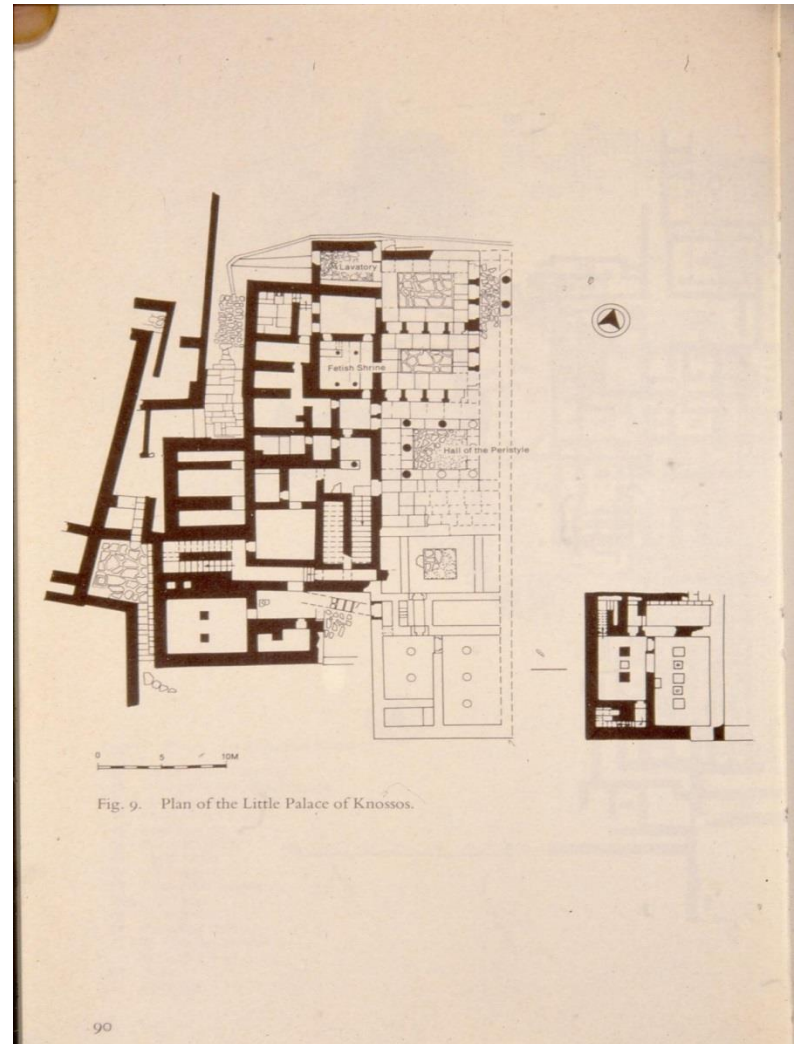 Lavatory
Fetish Shrine
Hall of the Peristyle
0 5 10M
Fig. 9. Plan of the Little Palace of Knossos.
90